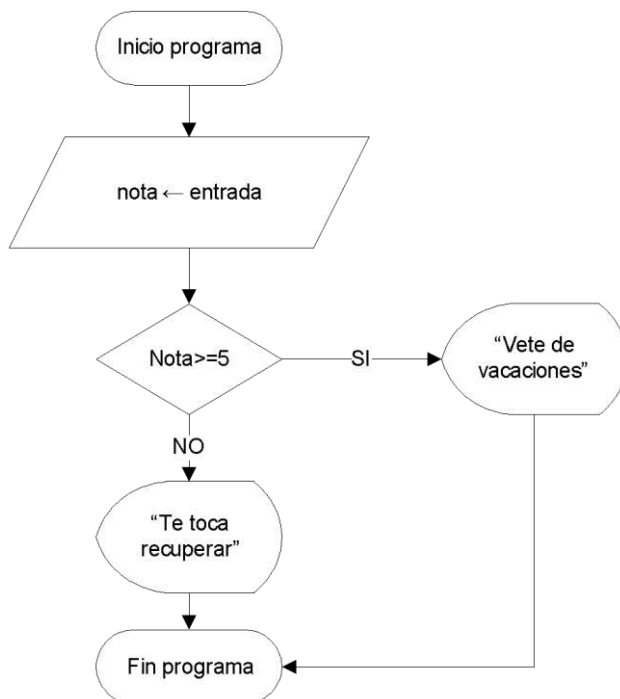 Inicio programa
nota ← entrada
Nota>=5
SI
“Vete de
vacaciones”
NO
“Te toca
recuperar”
Fin programa